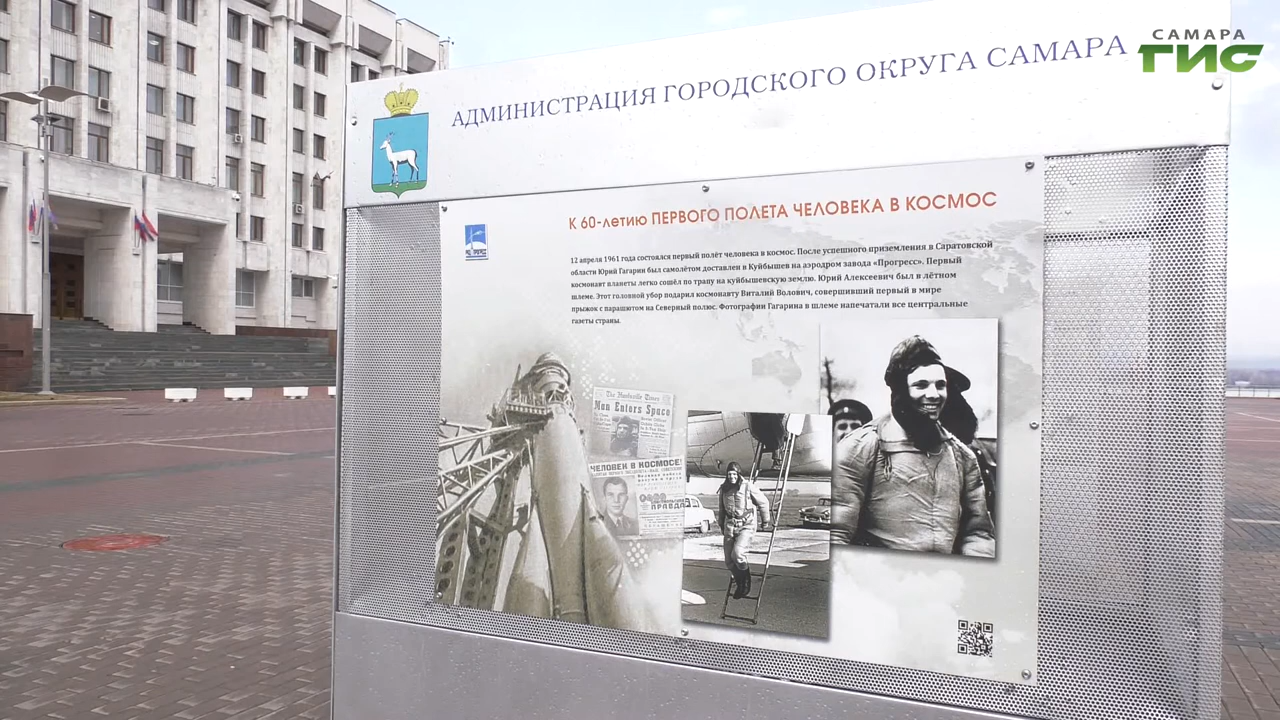 САМАРА
ГИС
АДМИНИСТРАЦИЯ ГОРОДСКОГО ОКРУГА САМАРА
К 60-летию ПЕРВОГО ПОЛЕТА ЧЕЛОВЕКА В КОСМОС
12 апреля 1961 года состоялся первый полёт человека в космос. После успешного приземления в Саратовской
области Юрий Гагарин был самолётом доставлен в Куйбышев на аэродром завода «Прогресс». Первый
космонавт планеты легко сошёл по трапу на куйбышевскую землю. Юрий Алексеевич был в лётном
шлеме. Этот головной убор подарил космонавту Виталий Волович, совершивший первый в мире
прыжок с парашютом на Северный полюс. Фотографии Гагарина в шлеме напечатали все центральные
газеты страны.
The Huntsville Times
Man Enters Space
ЧЕЛОВЕК В КОСМОСЕ!
ПРАВДА